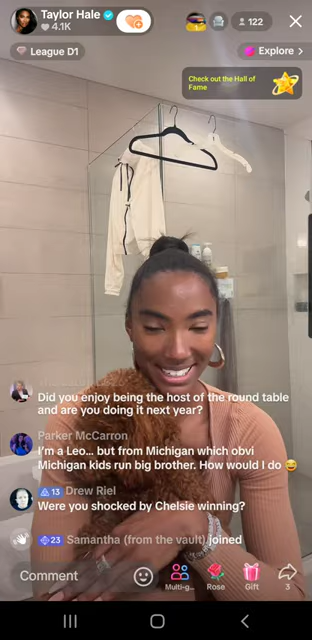 Taylor Hale
4.1K
122
League D1
Explore >
Check out the Hall of
Fame
Did you enjoy being the host of the round table
and are you doing it next year?
Parker McCarron
I'm a Leo... but from Michigan which obvi
Michigan kids run big brother. How would I do 😅
13 Drew Riel
Were you shocked by Chelsie winning?
23 Samantha (from the vault) joined
Comment
Multi-g...
Rose
Gift
3